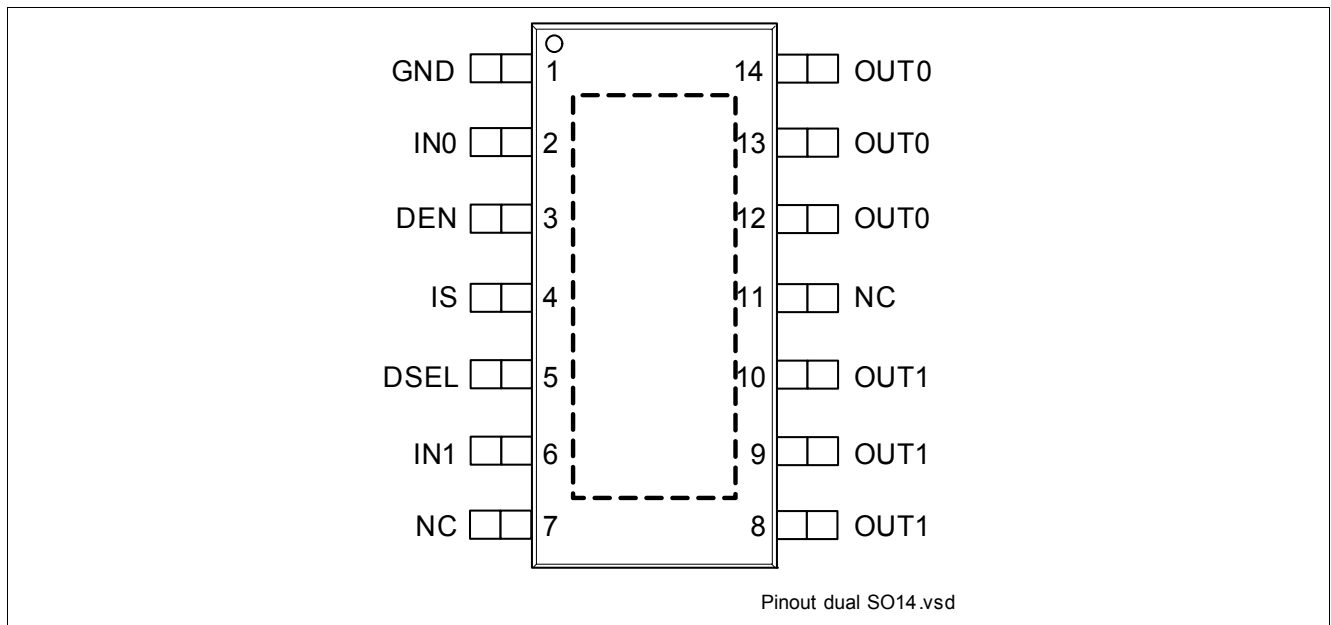 GND 1 14 OUT0
IN0 2 13 OUT0
DEN 3 12 OUT0
IS 4 11 NC
DSEL 5 10 OUT1
IN1 6 9 OUT1
NC 7 8 OUT1
Pinout dual SO14.vsd